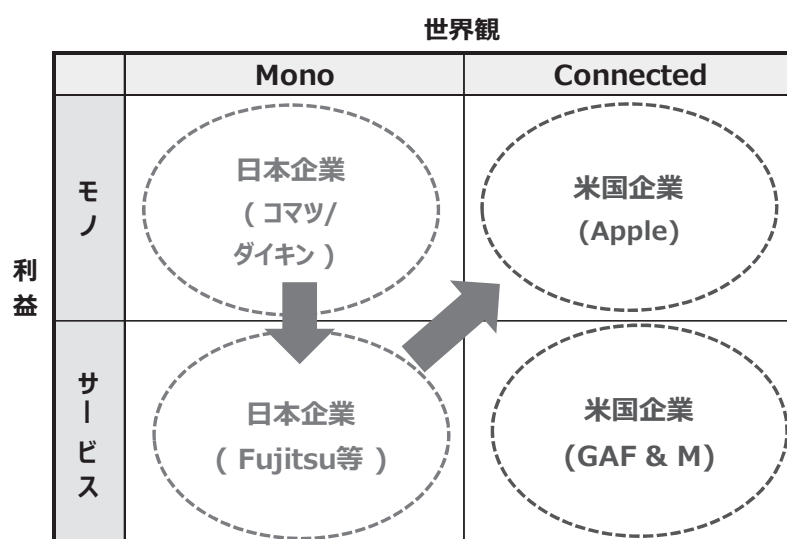 世界観
Mono
Connected
利益
モノ
日本企業
( コマツ/
ダイキン )
米国企業
(Apple)
サービス
日本企業
( Fujitsu等 )
米国企業
(GAF & M)